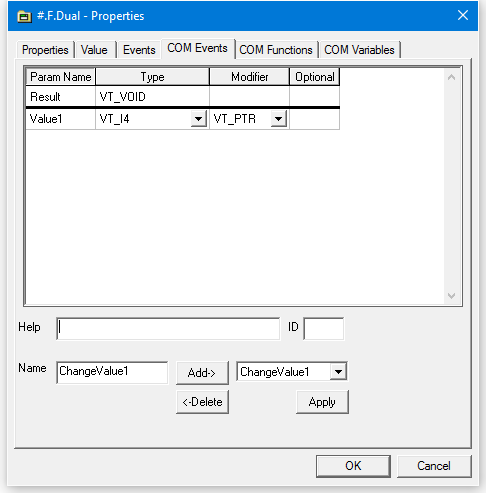 #.F.Dual - Properties
Properties Value Events COM Events COM Functions COM Variables
Param Name Type Modifier Optional
Result VT_VOID
Value1 VT_I4 VT_PTR
Help ID
Name ChangeValue1 Add-> ChangeValue1
<-Delete Apply
OK Cancel